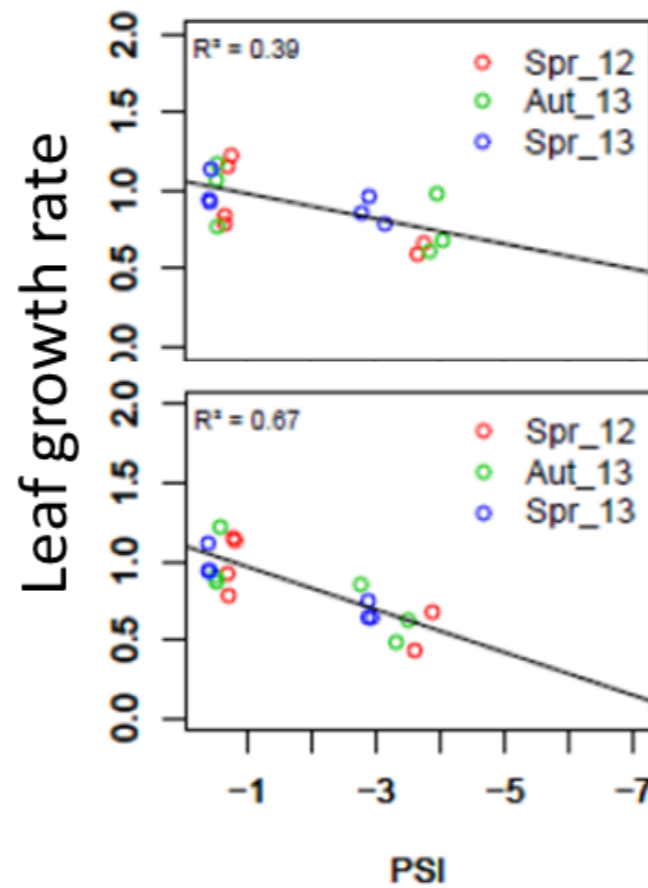 Leaf growth rate
2.0
1.5
1.0
0.5
0.0
R² = 0.39
Spr_12
Aut_13
Spr_13
2.0
1.5
1.0
0.5
0.0
R² = 0.67
Spr_12
Aut_13
Spr_13
−1 −3 −5 −7
PSI